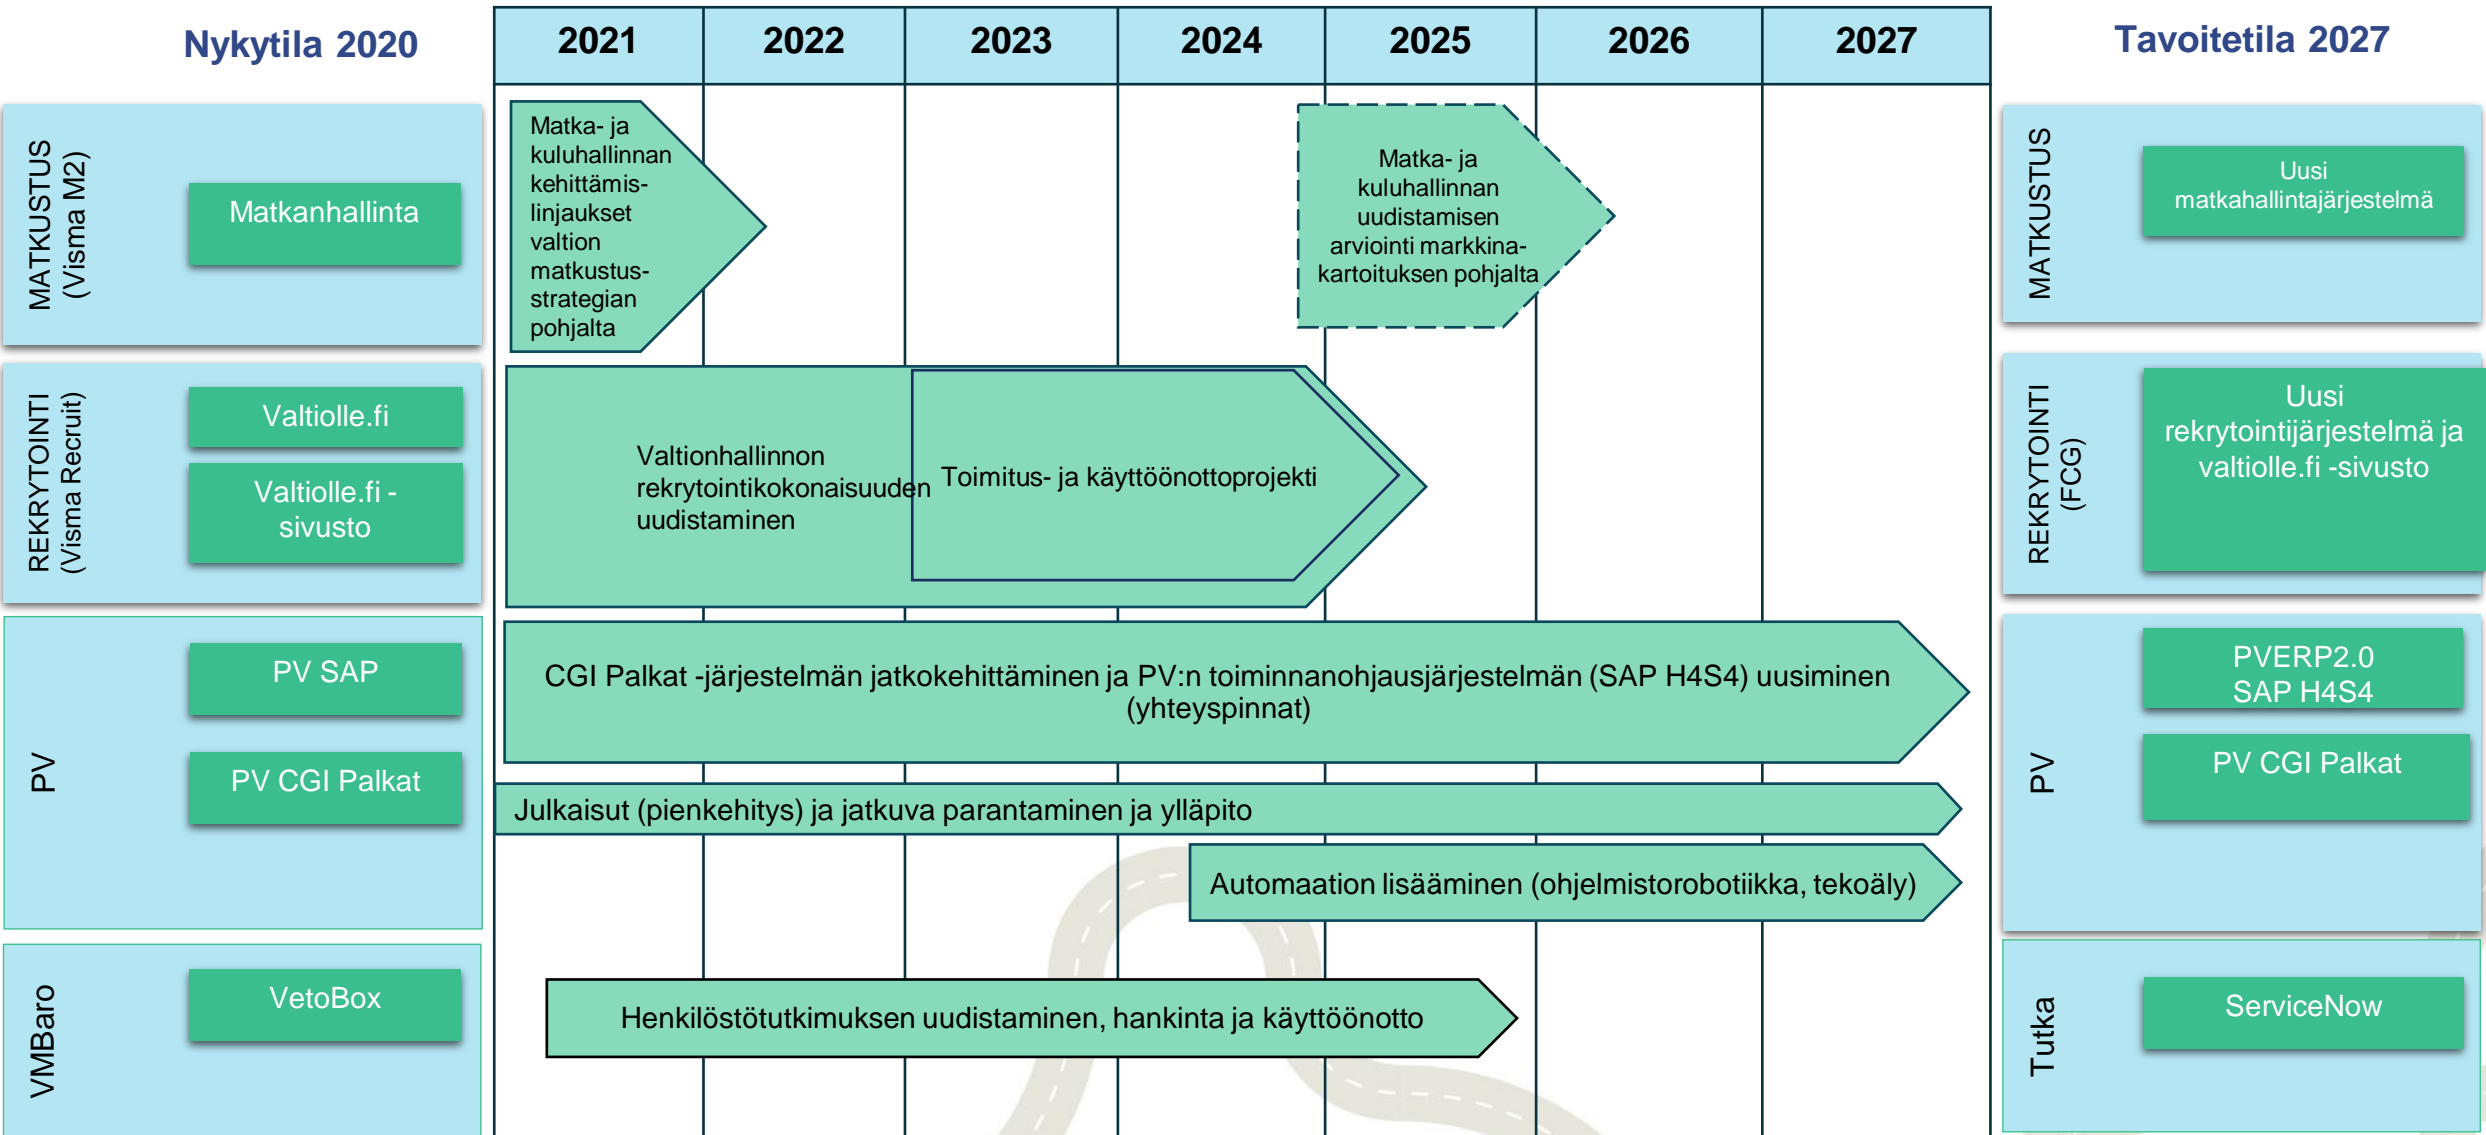 Nykytila 2020
2021
2022
2023
2024
2025
2026
2027
Tavoitetila 2027
MATKUSTUS
(Visma M2)
Matkanhallinta
Matka- ja
kuluhallinnan
kehittämis-
linjaukset
valtion
matkustus-
strategian
pohjalta
Matka- ja
kuluhallinnan
uudistamisen
arviointi markkina-
kartoituksen pohjalta
MATKUSTUS
Uusi
matkahallintajärjestelmä
REKRYTOINTI
(Visma Recruit)
Valtiolle.fi
Valtiolle.fi -
sivusto
Valtionhallinnon
rekrytointikokonaisuuden
uudistaminen
Toimitus- ja käyttöönottoprojekti
REKRYTOINTI
(FCG)
Uusi
rekrytointijärjestelmä ja
valtiolle.fi -sivusto
PV
PV SAP
PV CGI Palkat
CGI Palkat -järjestelmän jatkokehittäminen ja PV:n toiminnanohjausjärjestelmän (SAP H4S4) uusiminen
(yhteyspinnat)
Julkaisut (pienkehitys) ja jatkuva parantaminen ja ylläpito
Automaation lisääminen (ohjelmistorobotiikka, tekoäly)
PV
PVERP2.0
SAP H4S4
PV CGI Palkat
VMBaro
VetoBox
Henkilöstötutkimuksen uudistaminen, hankinta ja käyttöönotto
Tutka
ServiceNow